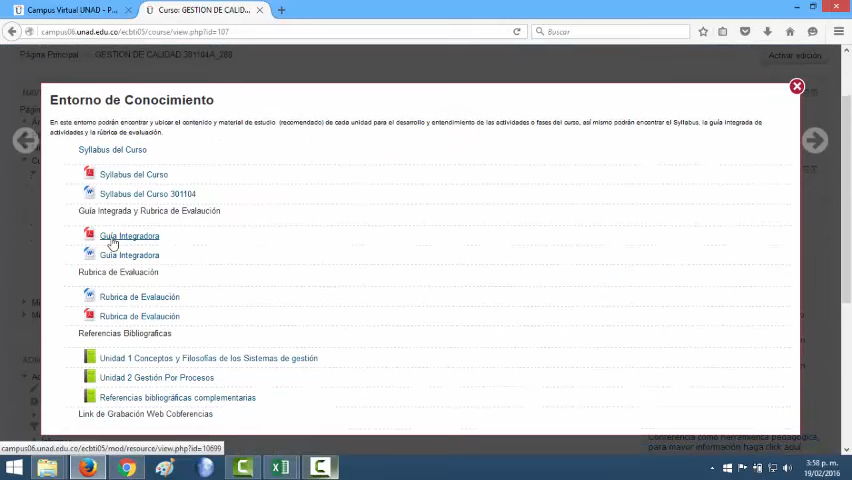 Campus Virtual UNAD - P...
Curso: GESTION DE CALIDAD...
campus06.unad.edu.co/ecbti05/course/view.php?id=107
Buscar
Página Principal
GESTION DE CALIDAD 301104A_288
Activar edición
Entorno de Conocimiento
En este entorno podrán encontrar y ubicar el contenido y material de estudio (recomendado) de cada unidad para el desarrollo y entendimiento de las actividades o fases del curso, así mismo podrán encontrar el Syllabus, la guía Integrada de
actividades y la rúbrica de evaluación.
Syllabus del Curso
Syllabus del Curso
Syllabus del Curso 301104
Guía Integrada y Rubrica de Evalaución
Guía Integradora
Guia Integradora
Rubrica de Evaluación
Rubrica de Evalaución
Rubrica de Evalaución
Referencias Bibliograficas
Unidad 1 Conceptos y Filosofías de los Sistemas de gestión
Unidad 2 Gestión Por Procesos
Referencias bibliográficas complementarias
Link de Grabación Web Cobferencias
Conferencia como herramienta pedagógica,
para mayor información haga click aquí
campus06.unad.edu.co/ecbti05/mod/resource/view.php?id=10699
3:58 p. m.
19/02/2016